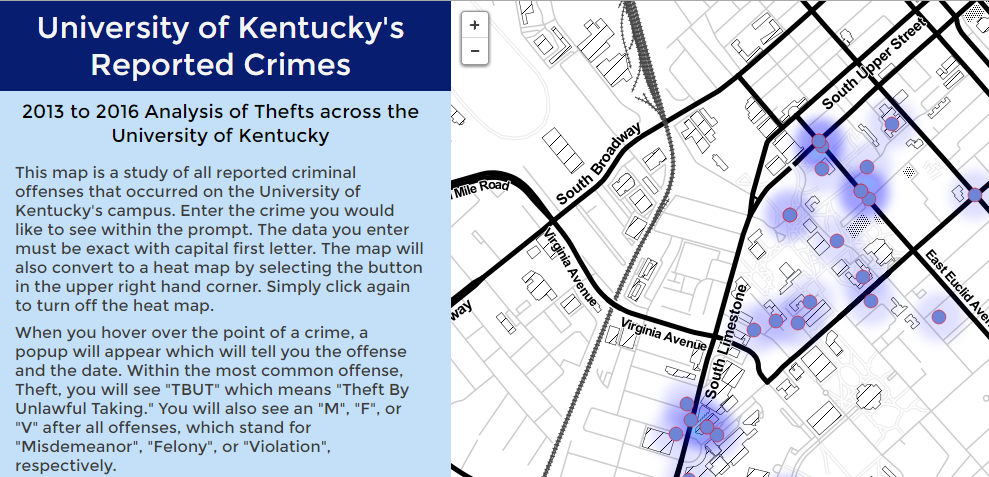 University of Kentucky's
Reported Crimes
2013 to 2016 Analysis of Thefts across the
University of Kentucky
This map is a study of all reported criminal
offenses that occurred on the University of
Kentucky's campus. Enter the crime you would
like to see within the prompt. The data you enter
must be exact with capital first letter. The map will
also convert to a heat map by selecting the button
in the upper right hand corner. Simply click again
to turn off the heat map.
When you hover over the point of a crime, a
popup will appear which will tell you the offense
and the date. Within the most common offense,
Theft, you will see "TBUT" which means "Theft By
Unlawful Taking." You will also see an "M", "F", or
"V" after all offenses, which stand for
"Misdemeanor", "Felony", or "Violation",
respectively.
+
−
South Upper Street
South Broadway
Mile Road
Virginia Avenue
way
Virginia Avenue
South Limestone
East Euclid Aven